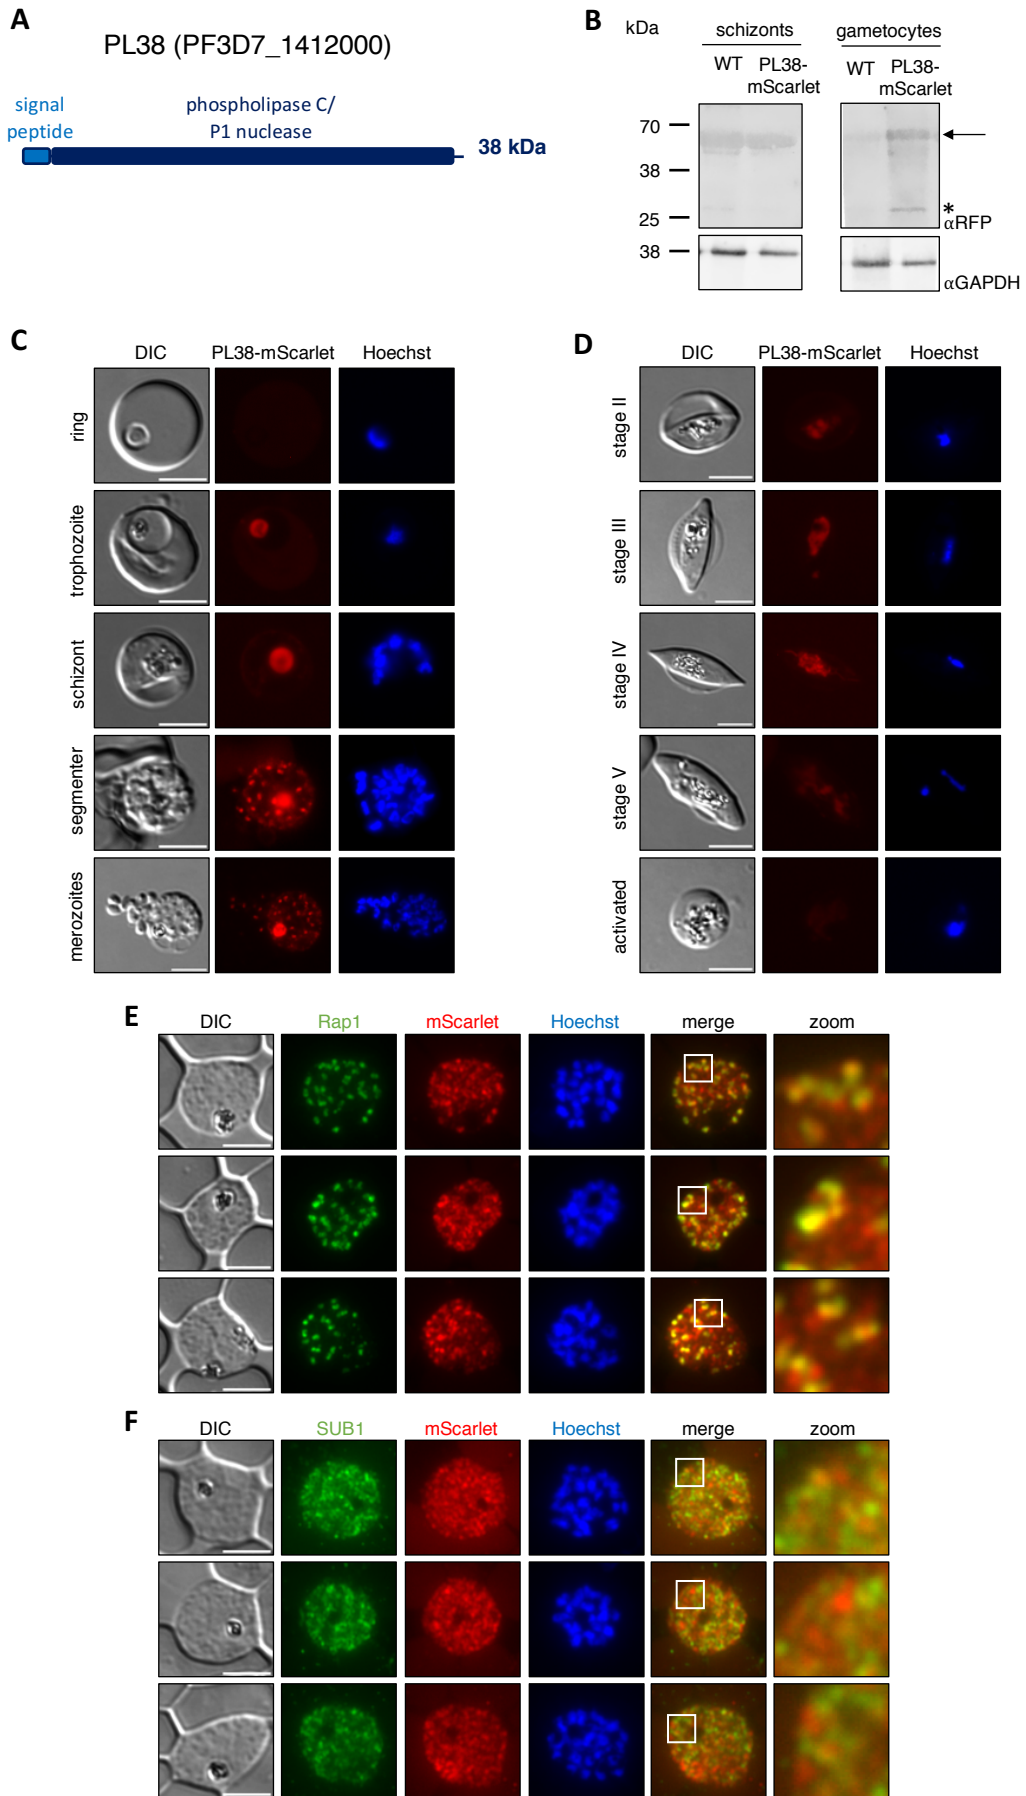 A
PL38 (PF3D7_1412000)
signal
peptide
phospholipase C/
P1 nuclease
38 kDa
B
kDa
schizonts
gametocytes
WT
PL38-
mScarlet
WT
PL38-
mScarlet
70
38
25
*
αRFP
38
αGAPDH
C
DIC
PL38-mScarlet
Hoechst
ring
trophozoite
schizont
segmenter
merozoites
D
DIC
PL38-mScarlet
Hoechst
stage II
stage III
stage IV
stage V
activated
E
DIC
Rap1
mScarlet
Hoechst
merge
zoom
F
DIC
SUB1
mScarlet
Hoechst
merge
zoom